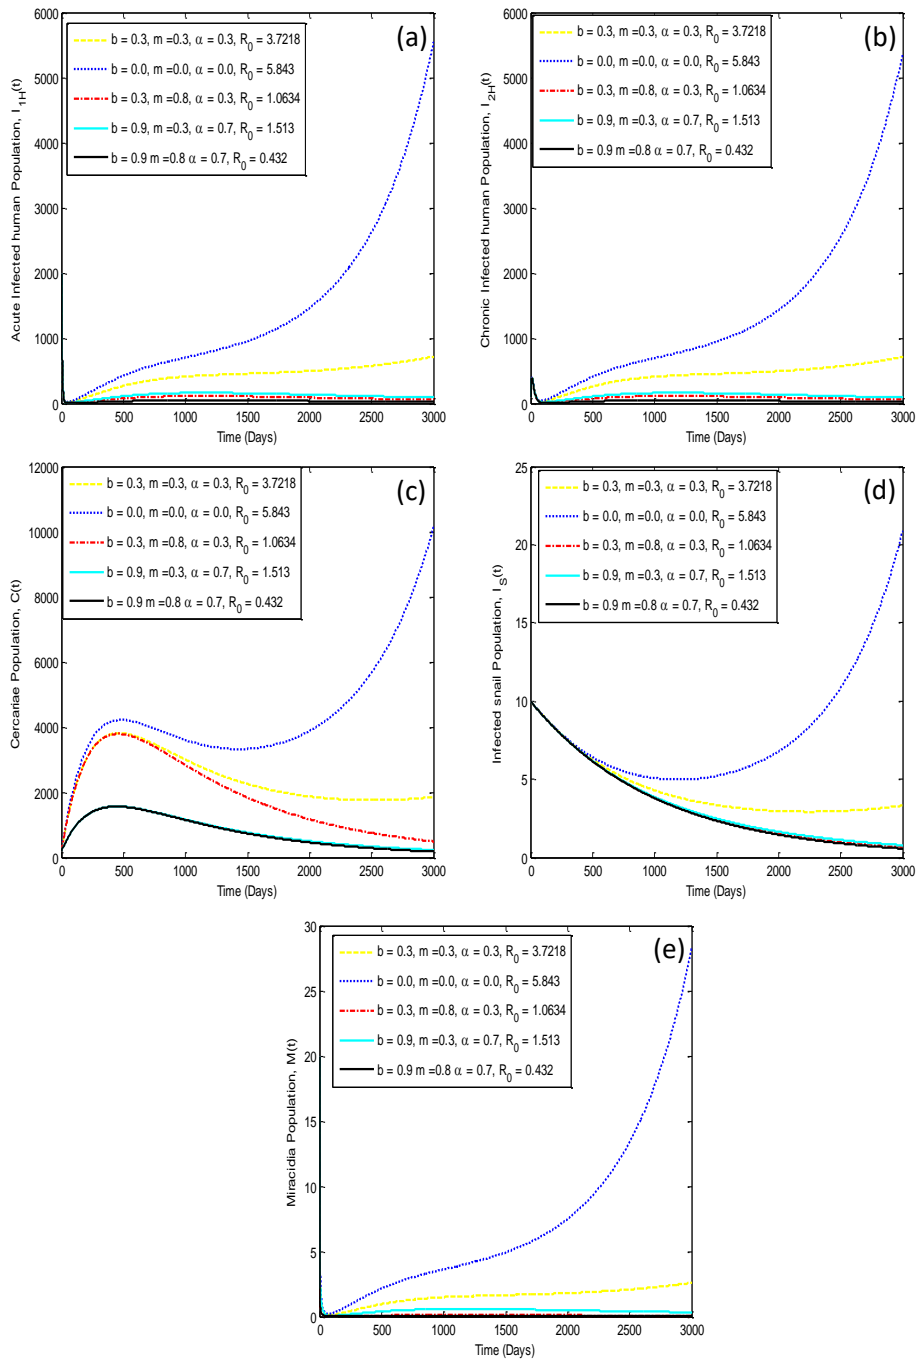 (a)
b = 0.3, m =0.3, α = 0.3, R0 = 3.7218
b = 0.0, m =0.0, α = 0.0, R0 = 5.843
b = 0.3, m =0.8, α = 0.3, R0 = 1.0634
b = 0.9, m =0.3, α = 0.7, R0 = 1.513
b = 0.9 m =0.8 α = 0.7, R0 = 0.432
Acute Infected human Population, I1H(t)
6000
5000
4000
3000
2000
1000
0
0 500 1000 1500 2000 2500 3000
Time (Days)
(b)
b = 0.3, m =0.3, α = 0.3, R0 = 3.7218
b = 0.0, m =0.0, α = 0.0, R0 = 5.843
b = 0.3, m =0.8, α = 0.3, R0 = 1.0634
b = 0.9, m =0.3, α = 0.7, R0 = 1.513
b = 0.9 m =0.8 α = 0.7, R0 = 0.432
Chronic Infected human Population, I2H(t)
6000
5000
4000
3000
2000
1000
0
0 500 1000 1500 2000 2500 3000
Time (Days)
(c)
b = 0.3, m =0.3, α = 0.3, R0 = 3.7218
b = 0.0, m =0.0, α = 0.0, R0 = 5.843
b = 0.3, m =0.8, α = 0.3, R0 = 1.0634
b = 0.9, m =0.3, α = 0.7, R0 = 1.513
b = 0.9 m =0.8 α = 0.7, R0 = 0.432
Cercariae Population, C(t)
12000
10000
8000
6000
4000
2000
0
0 500 1000 1500 2000 2500 3000
Time (Days)
(d)
b = 0.3, m =0.3, α = 0.3, R0 = 3.7218
b = 0.0, m =0.0, α = 0.0, R0 = 5.843
b = 0.3, m =0.8, α = 0.3, R0 = 1.0634
b = 0.9, m =0.3, α = 0.7, R0 = 1.513
b = 0.9 m =0.8 α = 0.7, R0 = 0.432
Infected snail Population, IS(t)
25
20
15
10
5
0
0 500 1000 1500 2000 2500 3000
Time (Days)
(e)
b = 0.3, m =0.3, α = 0.3, R0 = 3.7218
b = 0.0, m =0.0, α = 0.0, R0 = 5.843
b = 0.3, m =0.8, α = 0.3, R0 = 1.0634
b = 0.9, m =0.3, α = 0.7, R0 = 1.513
b = 0.9 m =0.8 α = 0.7, R0 = 0.432
Miracidia Population, M(t)
30
25
20
15
10
5
0
0 500 1000 1500 2000 2500 3000
Time (Days)